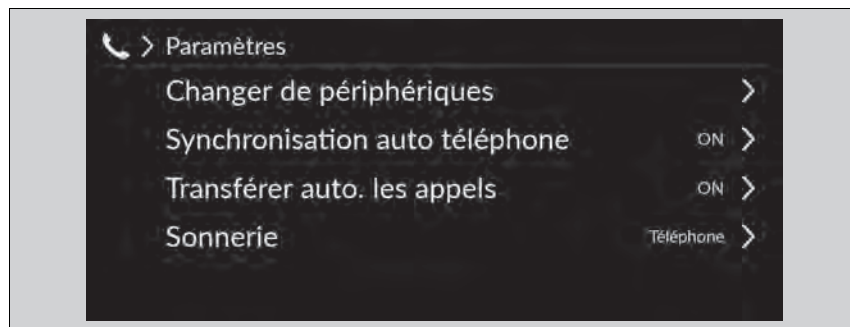 Paramètres
Changer de périphériques
Synchronisation auto téléphone ON
Transférer auto. les appels ON
Sonnerie Téléphone